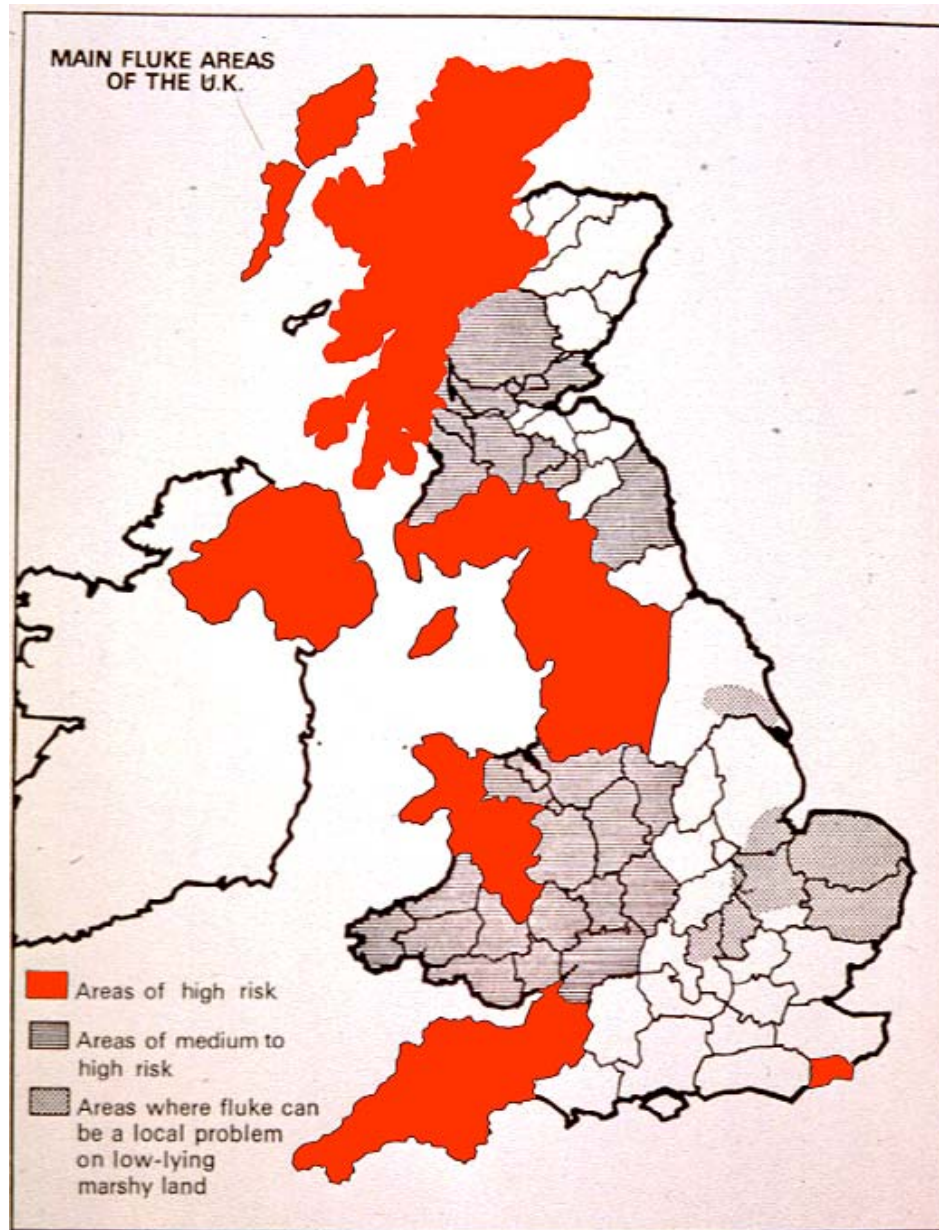 MAIN FLUKE AREAS
OF THE U.K.
Areas of high risk
Areas of medium to
high risk
Areas where fluke can
be a local problem
on low-lying
marshy land